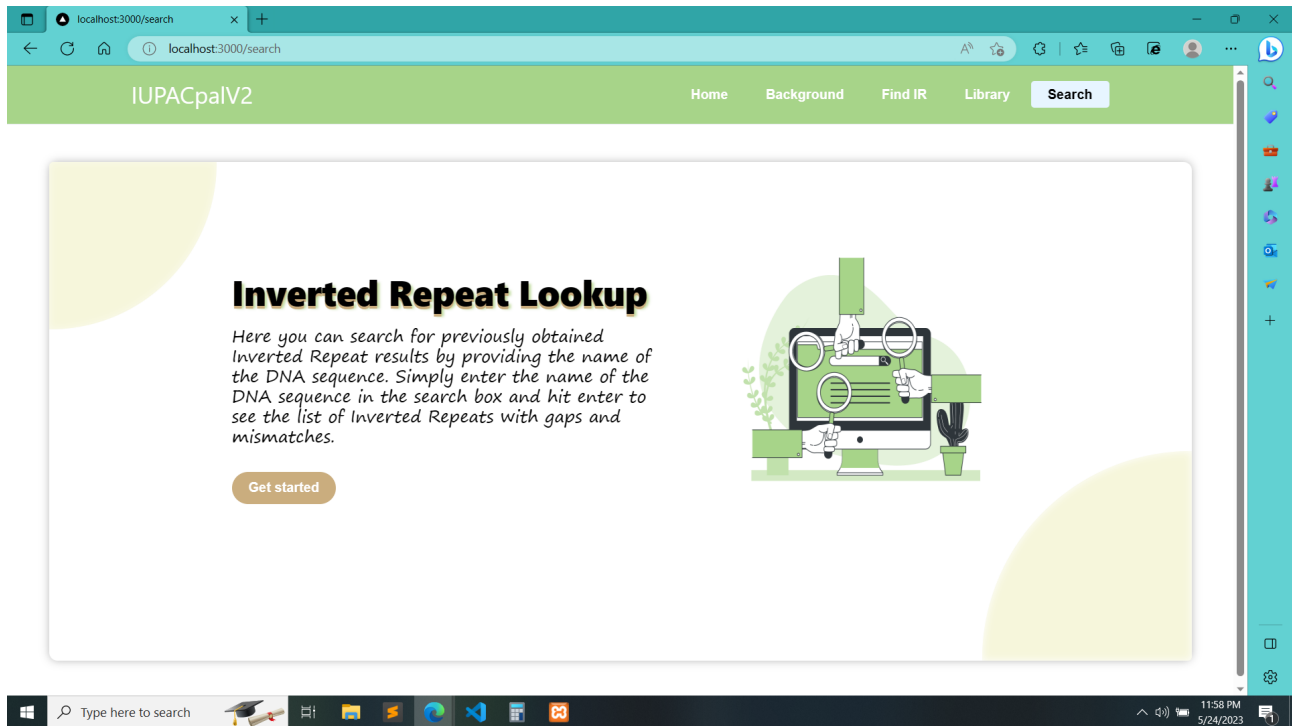 localhost:3000/search
localhost:3000/search
IUPACpalV2
Home Background Find IR Library Search
Inverted Repeat Lookup
Here you can search for previously obtained
Inverted Repeat results by providing the name of
the DNA sequence. Simply enter the name of the
DNA sequence in the search box and hit enter to
see the list of Inverted Repeats with gaps and
mismatches.
Get started
Type here to search
11:58 PM
5/24/2023